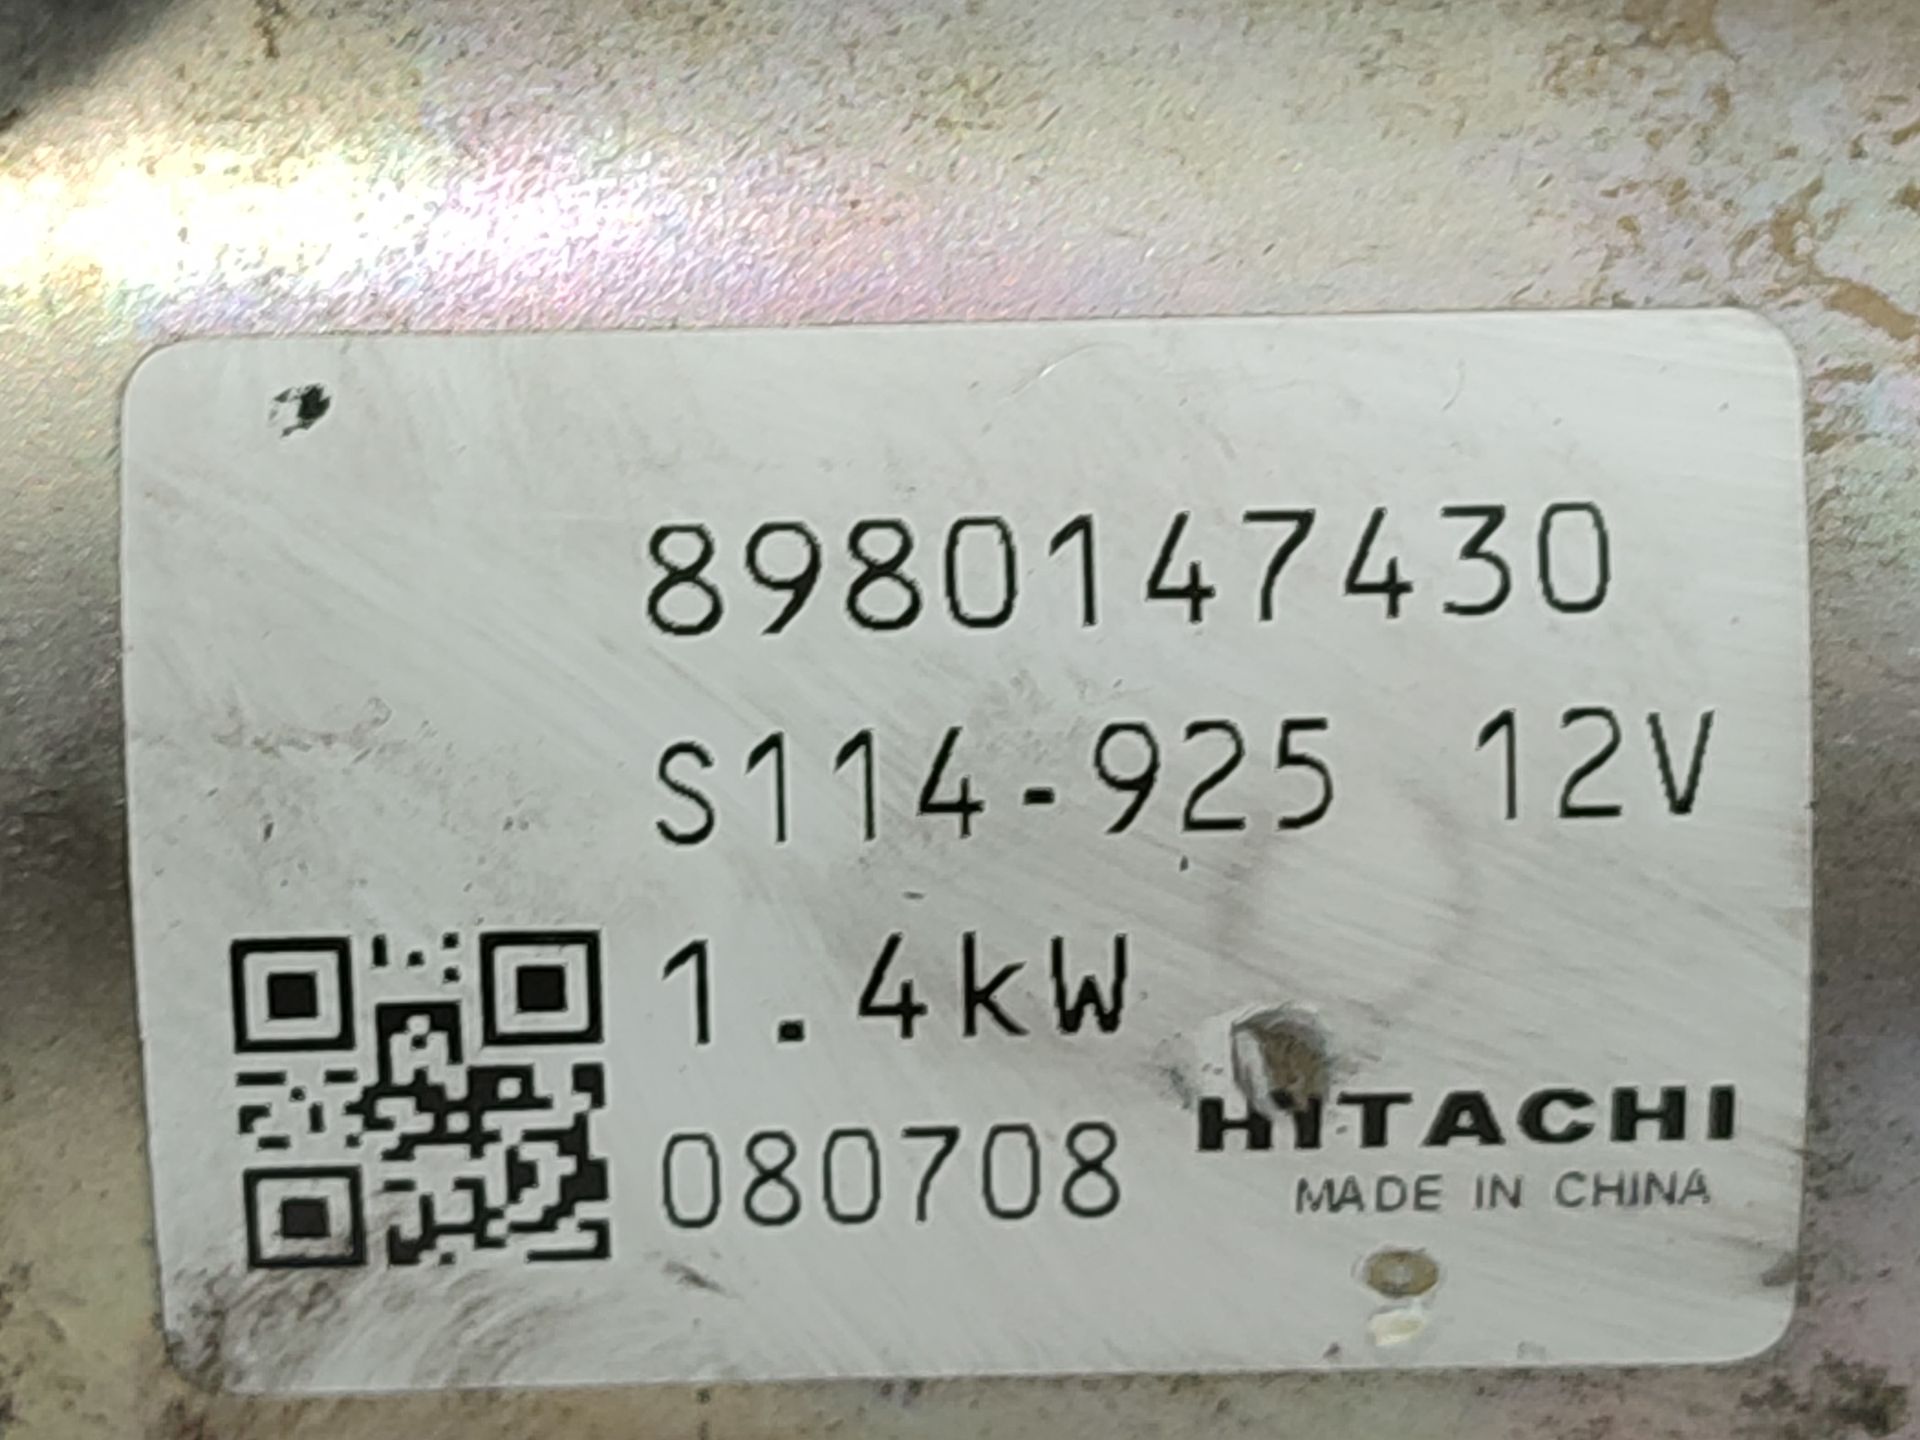 8980147430
S114-925 12V
1.4kW
080708
HITACHI
MADE IN CHINA